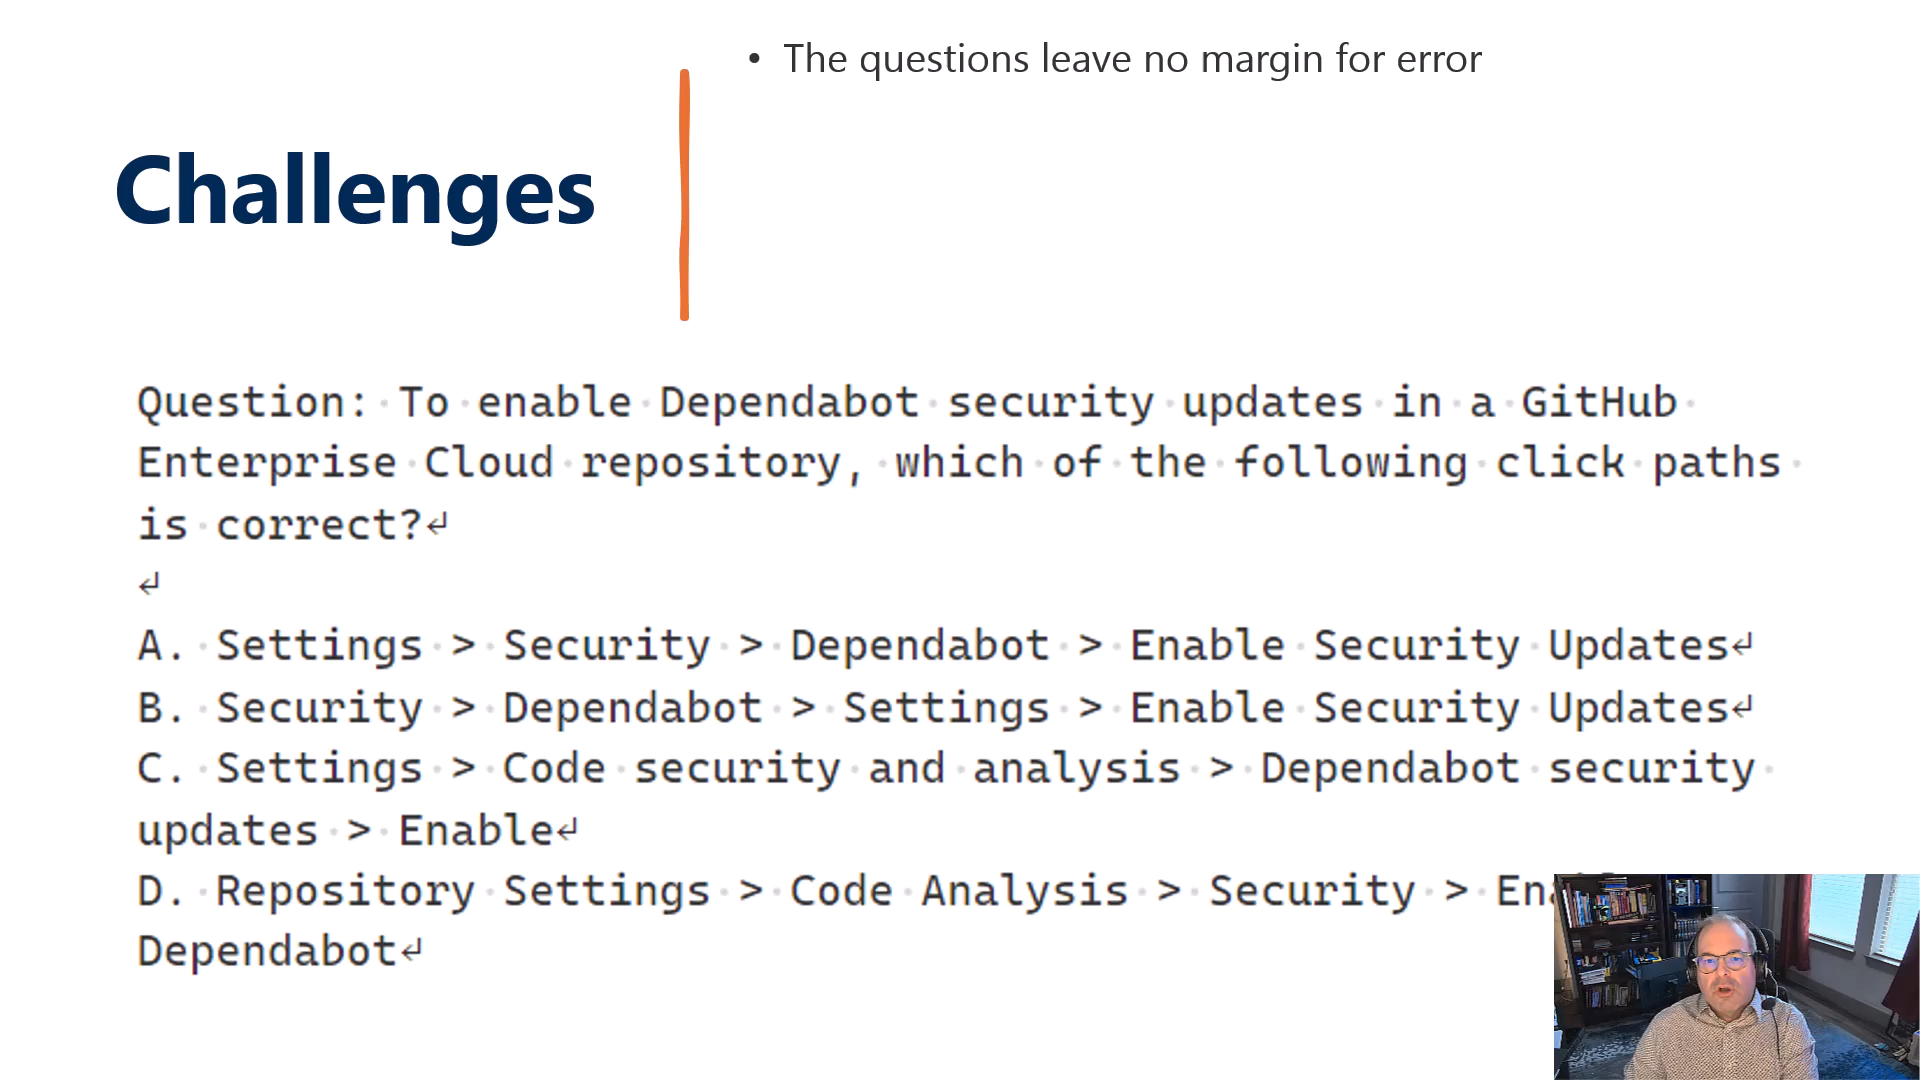 • The questions leave no margin for error
Challenges
Question: To enable Dependabot security updates in a GitHub
Enterprise Cloud repository, which of the following click paths
is correct?↵
↵
A. Settings > Security > Dependabot > Enable Security Updates↵
B. Security > Dependabot > Settings > Enable Security Updates↵
C. Settings > Code security and analysis > Dependabot security
updates > Enable↵
D. Repository Settings > Code Analysis > Security >
Dependabot↵